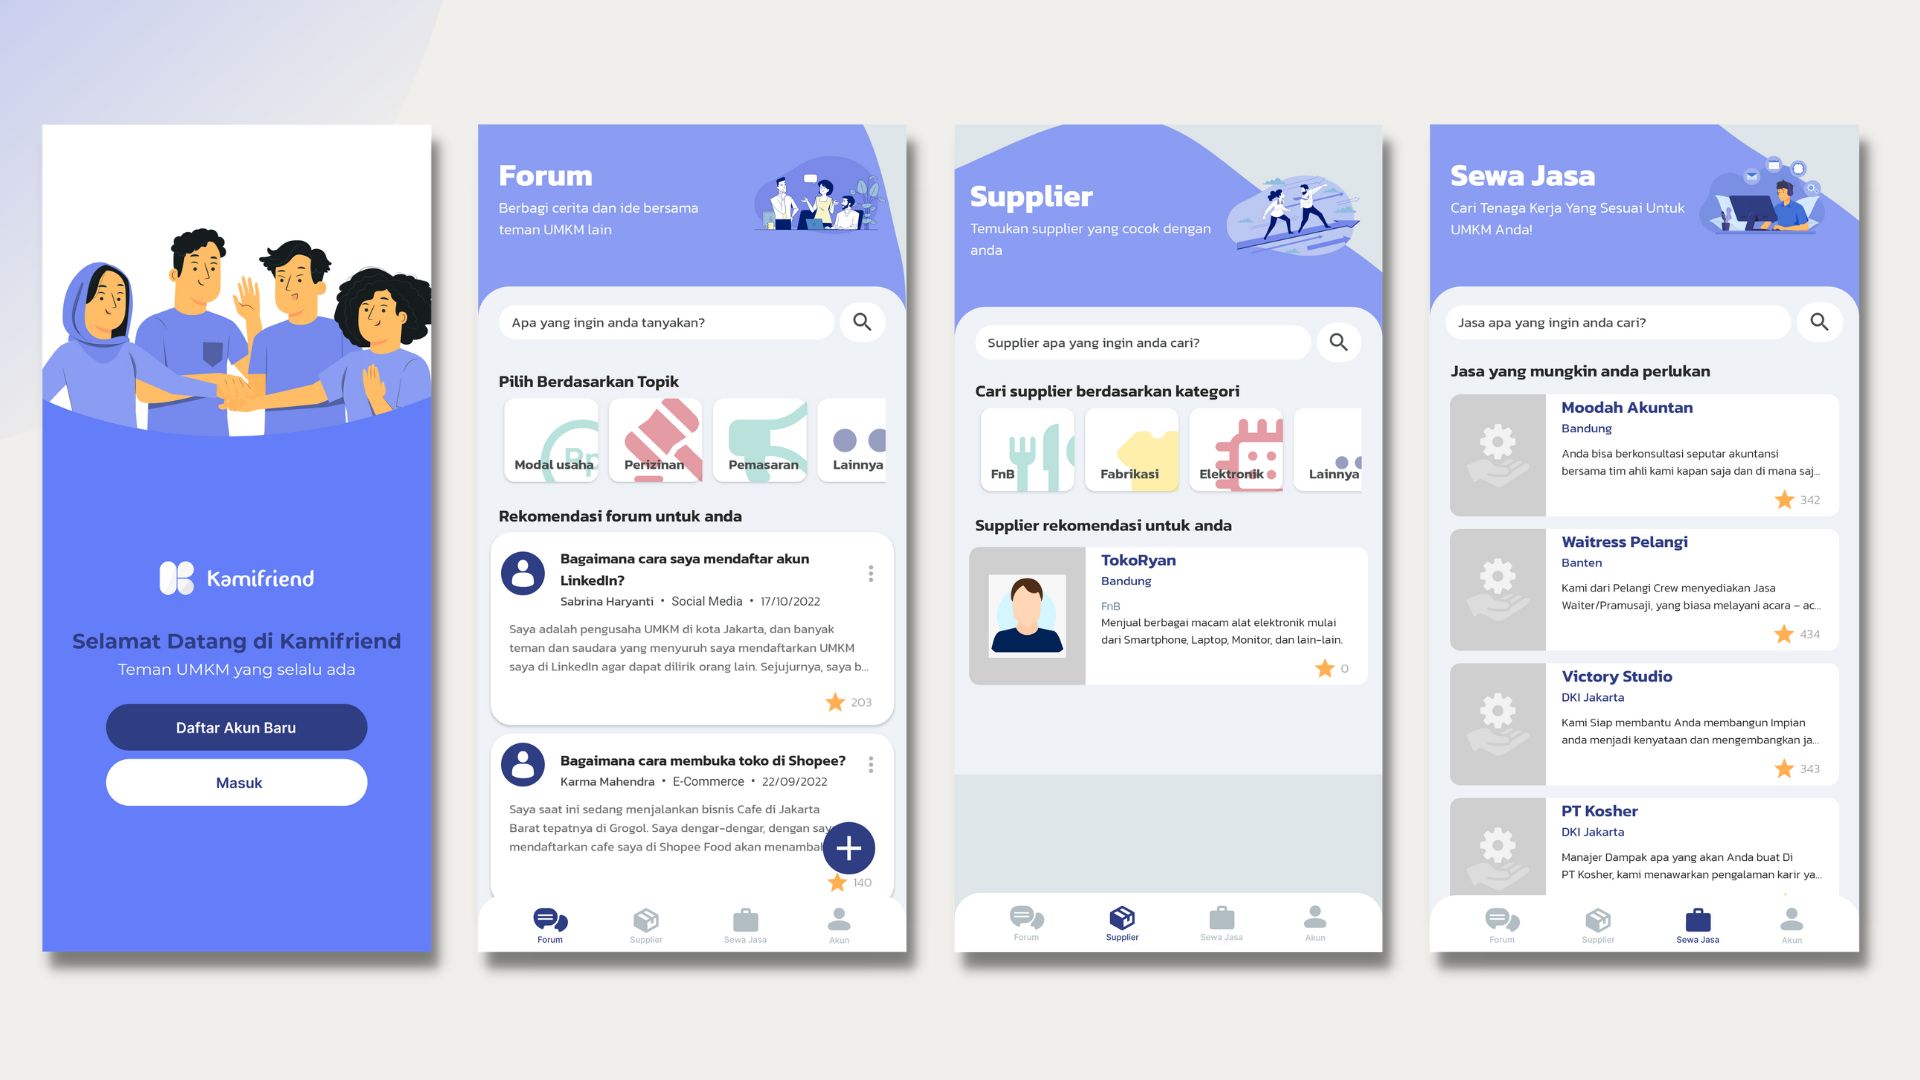 Kamifriend
Selamat Datang di Kamifriend
Teman UMKM yang selalu ada
Daftar Akun Baru
Masuk
Forum
Berbagi cerita dan ide bersama
teman UMKM lain
Apa yang ingin anda tanyakan?
Pilih Berdasarkan Topik
Rp
Modal usaha
Perizinan
Pemasaran
Lainnya
Rekomendasi forum untuk anda
Bagaimana cara saya mendaftar akun
LinkedIn?
Sabrina Haryanti • Social Media • 17/10/2022
Saya adalah pengusaha UMKM di kota Jakarta, dan banyak
teman dan saudara yang menyuruh saya mendaftarkan UMKM
saya di LinkedIn agar dapat dilirik orang lain. Sejujurnya, saya b...
203
Bagaimana cara membuka toko di Shopee?
Karma Mahendra • E-Commerce • 22/09/2022
Saya saat ini sedang menjalankan bisnis Cafe di Jakarta
Barat tepatnya di Grogol. Saya dengar-dengar, dengan say
mendaftarkan cafe saya di Shopee Food akan menambal
140
Forum
Supplier
Sewa Jasa
Akun
Supplier
Temukan supplier yang cocok dengan
anda
Supplier apa yang ingin anda cari?
Cari supplier berdasarkan kategori
FnB
Fabrikasi
Elektronik
Lainnya
Supplier rekomendasi untuk anda
TokoRyan
Bandung
FnB
Menjual berbagai macam alat elektronik mulai
dari Smartphone, Laptop, Monitor, dan lain-lain.
0
Forum
Supplier
Sewa Jasa
Akun
Sewa Jasa
Cari Tenaga Kerja Yang Sesuai Untuk
UMKM Anda!
Jasa apa yang ingin anda cari?
Jasa yang mungkin anda perlukan
Moodah Akuntan
Bandung
Anda bisa berkonsultasi seputar akuntansi
bersama tim ahli kami kapan saja dan di mana saj...
342
Waitress Pelangi
Banten
Kami dari Pelangi Crew menyediakan Jasa
Waiter/Pramusaji, yang biasa melayani acara – ac...
434
Victory Studio
DKI Jakarta
Kami Siap membantu Anda membangun Impian
anda menjadi kenyataan dan mengembangkan ja...
343
PT Kosher
DKI Jakarta
Manajer Dampak apa yang akan Anda buat Di
PT Kosher, kami menawarkan pengalaman karir ya...
Forum
Supplier
Sewa Jasa
Akun